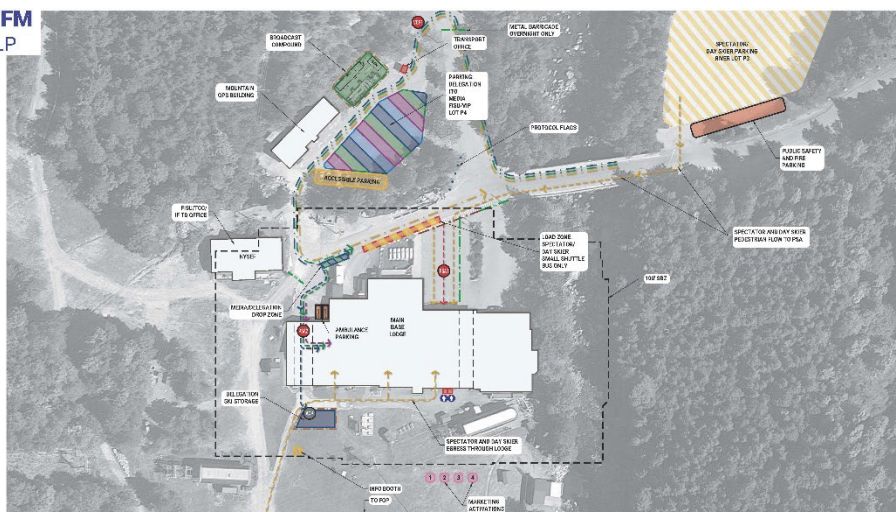 FM
LP
BROADCAST
COMPOUND
TRANSPORT
OFFICE
METAL BARRICADE
OVERNIGHT ONLY
SPECTATOR/
DAY SKIER PARKING
RIVER LOT P3
MOUNTAIN
OPS BUILDING
PARKING
DELEGATION
ITO
MEDIA
FISU-VIP
LOT P4
PROTOCOL FLAGS
PUBLIC SAFETY
AND FIRE
PARKING
ACCESSIBLE PARKING
NYSEF
LOAD ZONE
SPECTATOR/
DAY SKIER
SMALL SHUTTLE
BUS ONLY
SPECTATOR AND DAY SKIER
PEDESTRIAN FLOW TO PSA
MEDIA/DELEGATION
DROP ZONE
AMBULANCE
PARKING
MAIN
BASE
LODGE
DELEGATION
SKI STORAGE
SPECTATOR AND DAY SKIER
EGRESS THROUGH LODGE
INFO BOOTH
TO FOP
1 2 3 4
MARKETING
ACTIVATIONS